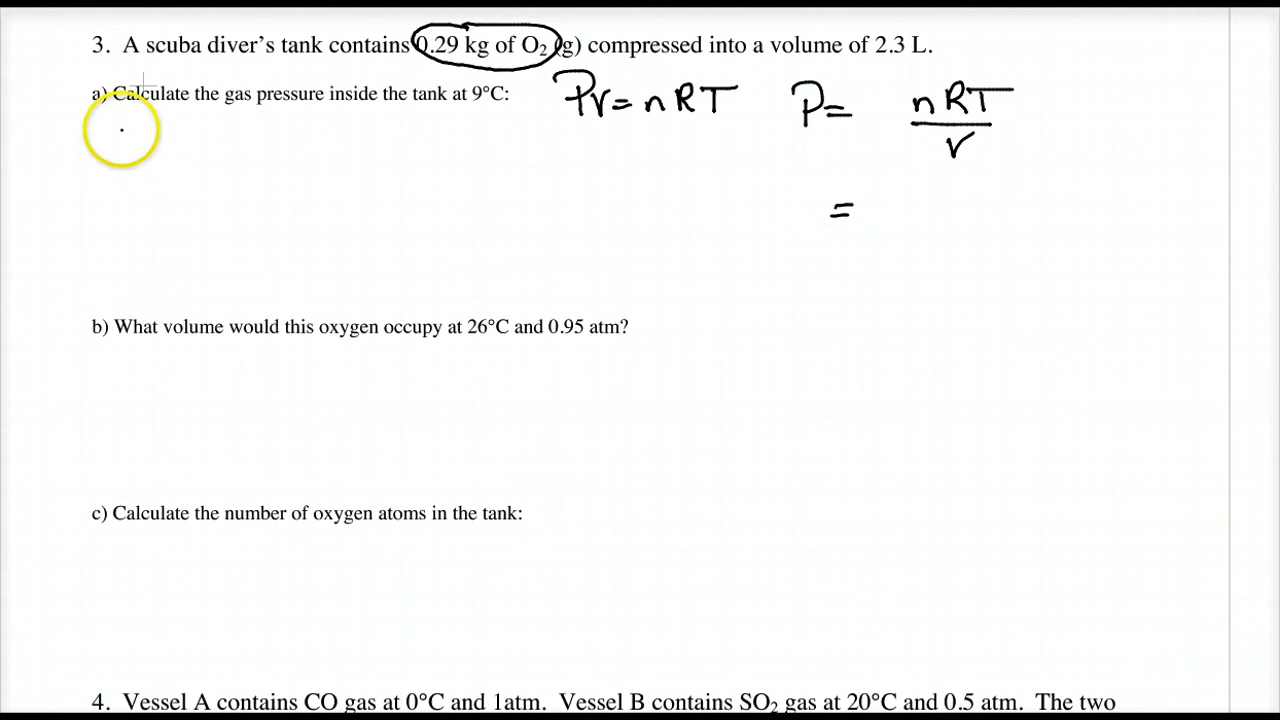 3. A scuba diver's tank contains 0.29 kg of O₂ (g) compressed into a volume of 2.3 L.
a) Calculate the gas pressure inside the tank at 9°C: PV = nRT P = nRT
V
=
b) What volume would this oxygen occupy at 26°C and 0.95 atm?
c) Calculate the number of oxygen atoms in the tank:
4. Vessel A contains CO gas at 0°C and 1atm. Vessel B contains SO₂ gas at 20°C and 0.5 atm. The two